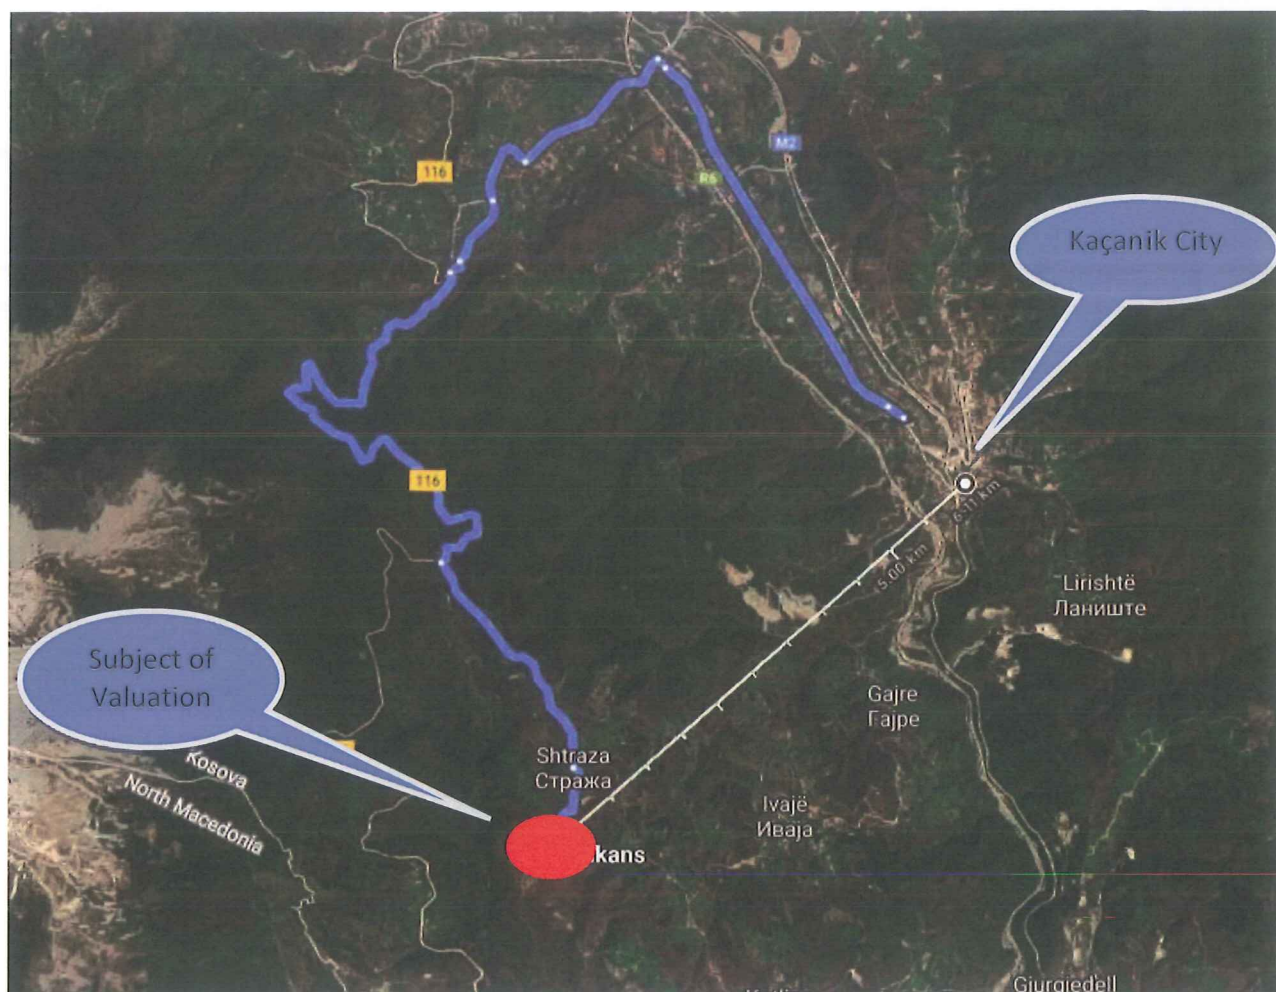 116
M2
R6
Kaçanik City
116
6.11 km
5.00 km
Lirishtë
Ланиште
Subject of
Valuation
Gajre
Гајре
Shtraza
Стража
Kosova
North Macedonia
Ivajë
Иваја
kans
Gjurgjedell